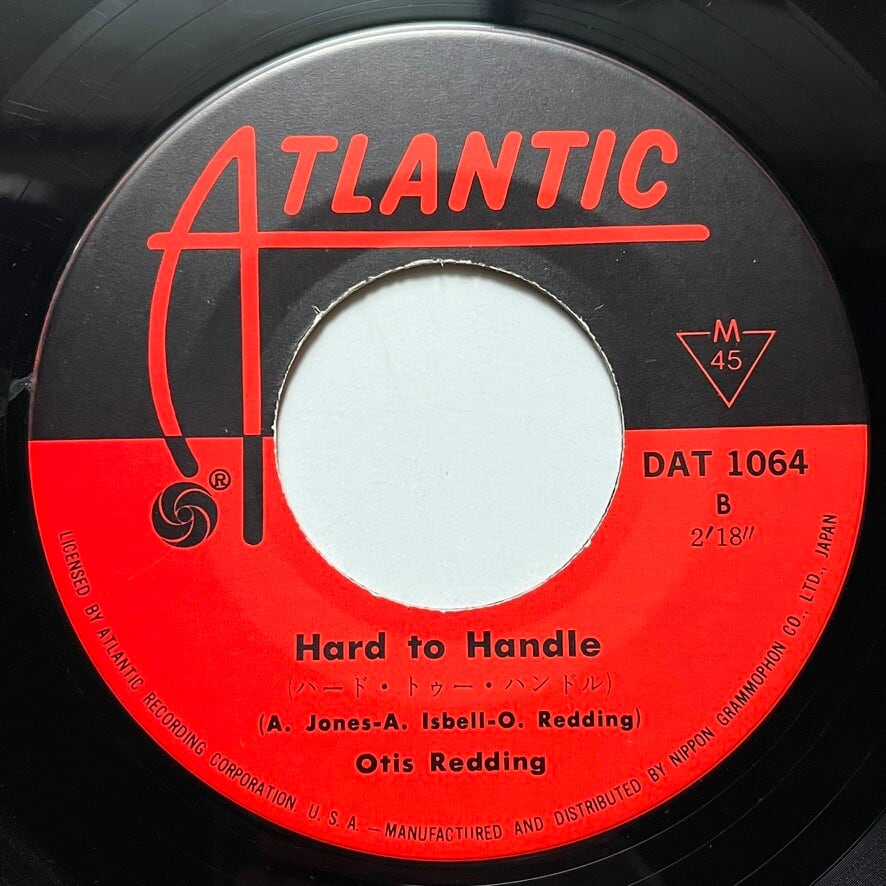 ATLANTIC
M
45
®
DAT 1064
B
2′18″
Hard to Handle
(ハード・トゥー・ハンドル)
(A. Jones-A. Isbell-O. Redding)
Otis Redding
LICENSED BY ATLANTIC RECORDING CORPORATION. U. S. A. — MANUFACTURED AND DISTRIBUTED BY NIPPON GRAMMOPHON CO., LTD., JAPAN